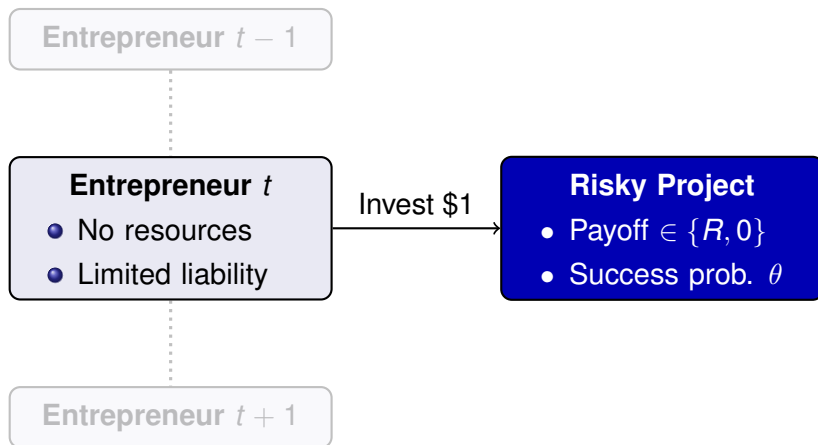 Entrepreneur t − 1
Entrepreneur t
No resources
Limited liability
Invest $1
Risky Project
Payoff ∈ {R, 0}
Success prob. θ
Entrepreneur t + 1